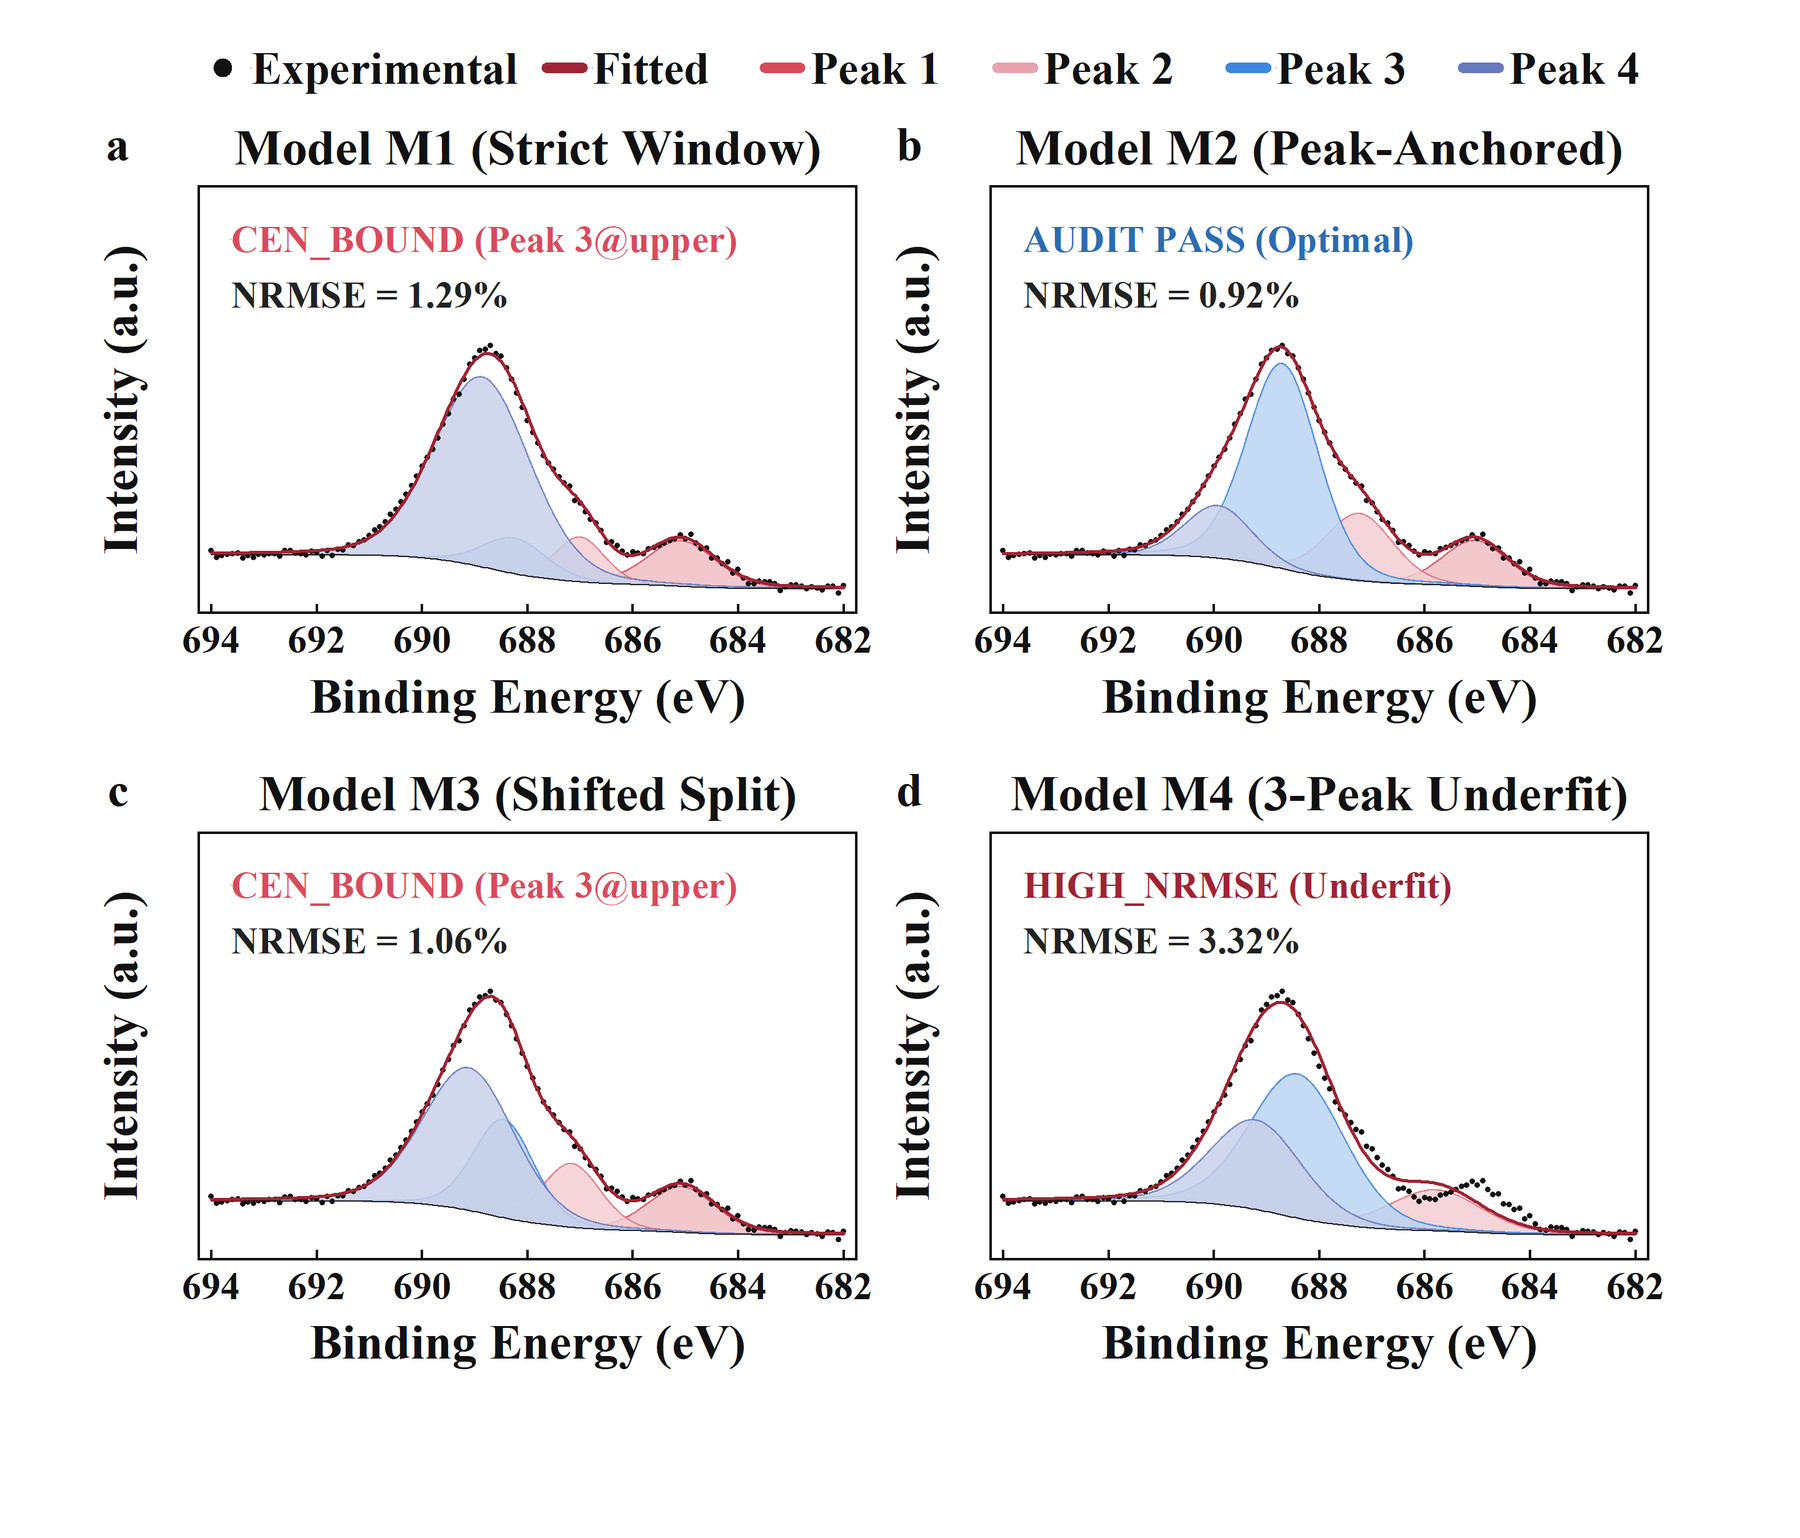 Experimental Fitted Peak 1 Peak 2 Peak 3 Peak 4
a Model M1 (Strict Window)
CEN_BOUND (Peak 3@upper)
NRMSE = 1.29%
Intensity (a.u.)
694 692 690 688 686 684 682
Binding Energy (eV)
b Model M2 (Peak-Anchored)
AUDIT PASS (Optimal)
NRMSE = 0.92%
Intensity (a.u.)
694 692 690 688 686 684 682
Binding Energy (eV)
c Model M3 (Shifted Split)
CEN_BOUND (Peak 3@upper)
NRMSE = 1.06%
Intensity (a.u.)
694 692 690 688 686 684 682
Binding Energy (eV)
d Model M4 (3-Peak Underfit)
HIGH_NRMSE (Underfit)
NRMSE = 3.32%
Intensity (a.u.)
694 692 690 688 686 684 682
Binding Energy (eV)